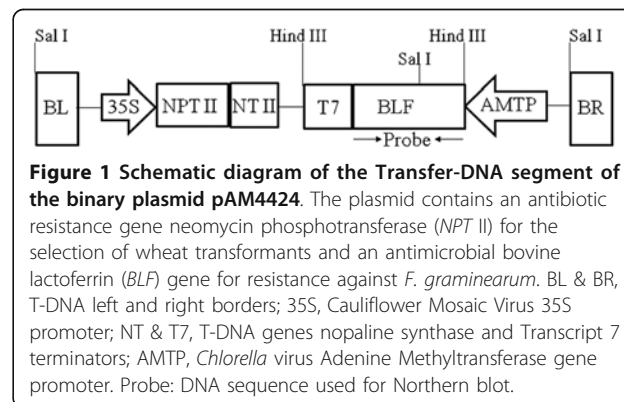 Sal I Hind III Hind III Sal I
Sal I
BL 35S NPT II NT II T7 BLF AMTP BR
Probe
Figure 1 Schematic diagram of the Transfer-DNA segment of
the binary plasmid pAM4424. The plasmid contains an antibiotic
resistance gene neomycin phosphotransferase (NPT II) for the
selection of wheat transformants and an antimicrobial bovine
lactoferrin (BLF) gene for resistance against F. graminearum. BL & BR,
T-DNA left and right borders; 35S, Cauliflower Mosaic Virus 35S
promoter; NT & T7, T-DNA genes nopaline synthase and Transcript 7
terminators; AMTP, Chlorella virus Adenine Methyltransferase gene
promoter. Probe: DNA sequence used for Northern blot.